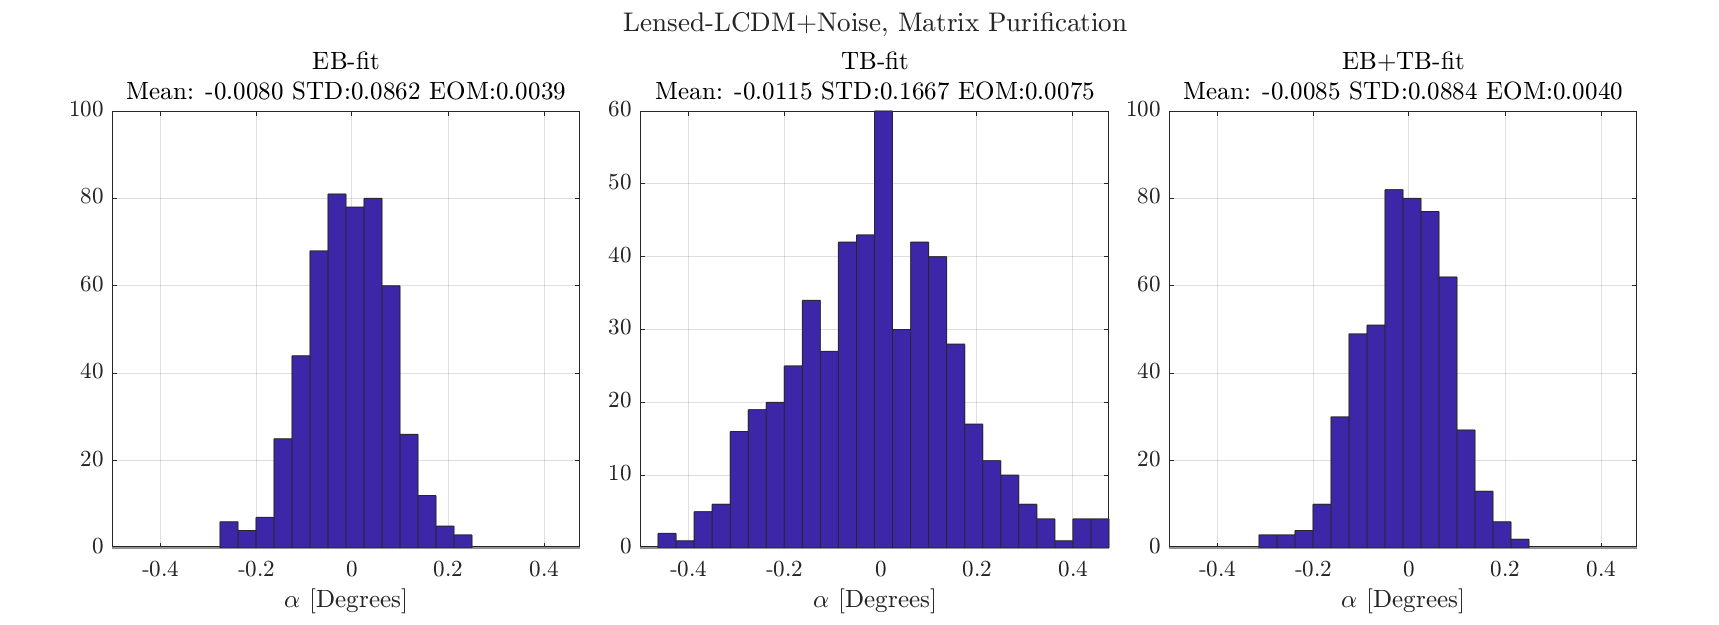 Lensed-LCDM+Noise, Matrix Purification
EB-fit
Mean: -0.0080 STD:0.0862 EOM:0.0039
100
80
60
40
20
0
-0.4 -0.2 0 0.2 0.4
α [Degrees]
TB-fit
Mean: -0.0115 STD:0.1667 EOM:0.0075
60
50
40
30
20
10
0
-0.4 -0.2 0 0.2 0.4
α [Degrees]
EB+TB-fit
Mean: -0.0085 STD:0.0884 EOM:0.0040
100
80
60
40
20
0
-0.4 -0.2 0 0.2 0.4
α [Degrees]